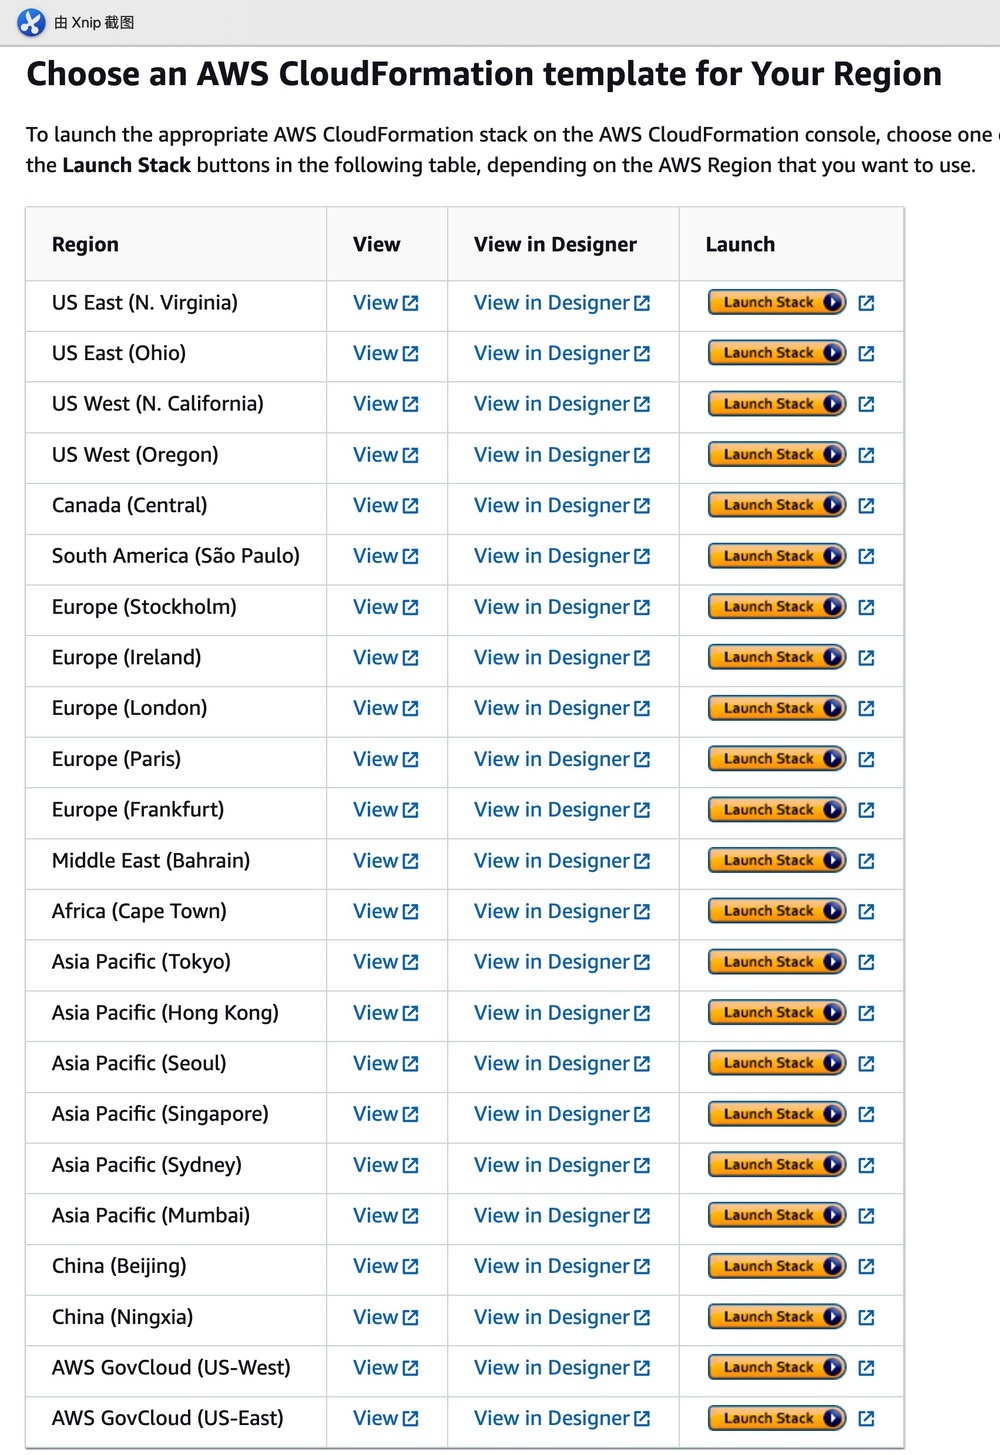 由 Xnip 截图
Choose an AWS CloudFormation template for Your Region
To launch the appropriate AWS CloudFormation stack on the AWS CloudFormation console, choose one
the Launch Stack buttons in the following table, depending on the AWS Region that you want to use.
Region View View in Designer Launch
US East (N. Virginia) View View in Designer Launch Stack
US East (Ohio) View View in Designer Launch Stack
US West (N. California) View View in Designer Launch Stack
US West (Oregon) View View in Designer Launch Stack
Canada (Central) View View in Designer Launch Stack
South America (São Paulo) View View in Designer Launch Stack
Europe (Stockholm) View View in Designer Launch Stack
Europe (Ireland) View View in Designer Launch Stack
Europe (London) View View in Designer Launch Stack
Europe (Paris) View View in Designer Launch Stack
Europe (Frankfurt) View View in Designer Launch Stack
Middle East (Bahrain) View View in Designer Launch Stack
Africa (Cape Town) View View in Designer Launch Stack
Asia Pacific (Tokyo) View View in Designer Launch Stack
Asia Pacific (Hong Kong) View View in Designer Launch Stack
Asia Pacific (Seoul) View View in Designer Launch Stack
Asia Pacific (Singapore) View View in Designer Launch Stack
Asia Pacific (Sydney) View View in Designer Launch Stack
Asia Pacific (Mumbai) View View in Designer Launch Stack
China (Beijing) View View in Designer Launch Stack
China (Ningxia) View View in Designer Launch Stack
AWS GovCloud (US-West) View View in Designer Launch Stack
AWS GovCloud (US-East) View View in Designer Launch Stack